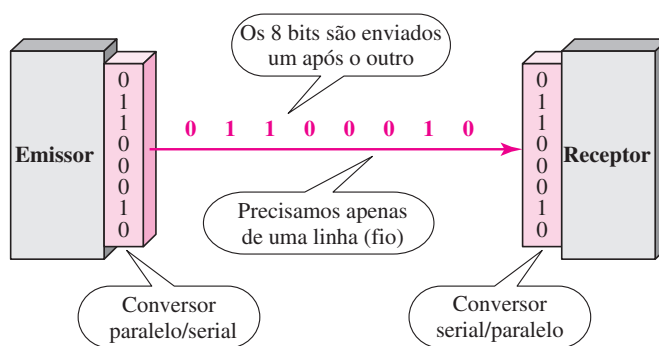 Os 8 bits são enviados
um após o outro
0
1
1
0
0
0
1
0
Emissor
0 1 1 0 0 0 1 0
0
1
1
0
0
0
1
0
Receptor
Precisamos apenas
de uma linha (fio)
Conversor
paralelo/serial
Conversor
serial/paralelo